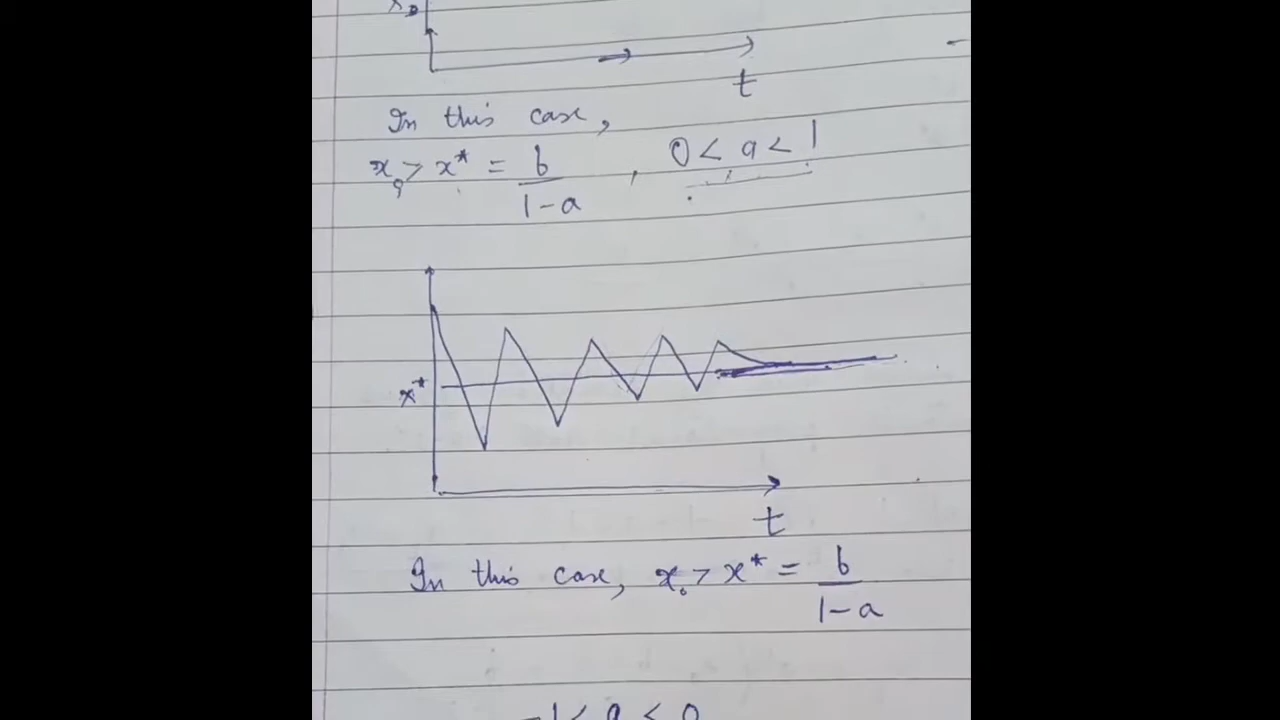 x₀
t
In this case,
x₀ > x* = b/1-a , 0 < a < 1
x*
t
In this case, x₀ > x* = b/1-a
-1 < a < 0